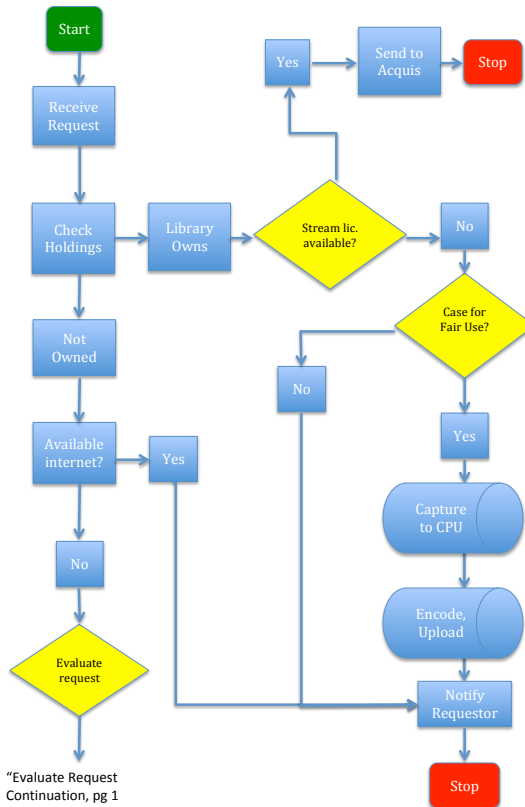 Start
Receive
Request
Check
Holdings
Library
Owns
Stream lic.
available?
Yes
Send to
Acquis
Stop
No
Case for
Fair Use?
No
Yes
Capture
to CPU
Encode,
Upload
Notify
Requestor
Stop
Not
Owned
Available
internet?
Yes
No
Evaluate
request
“Evaluate Request
Continuation, pg 1